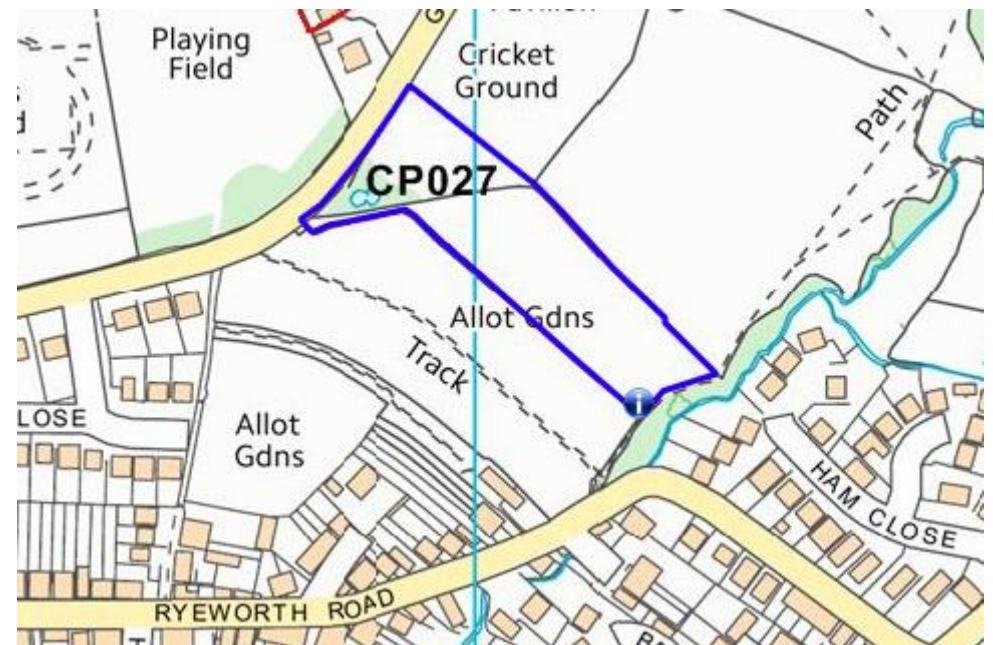 Playing
Field
Cricket
Ground
CP027
Path
Allot Gdns
Track
LOSE
Allot
Gdns
HAM CLOSE
RYEWORTH ROAD